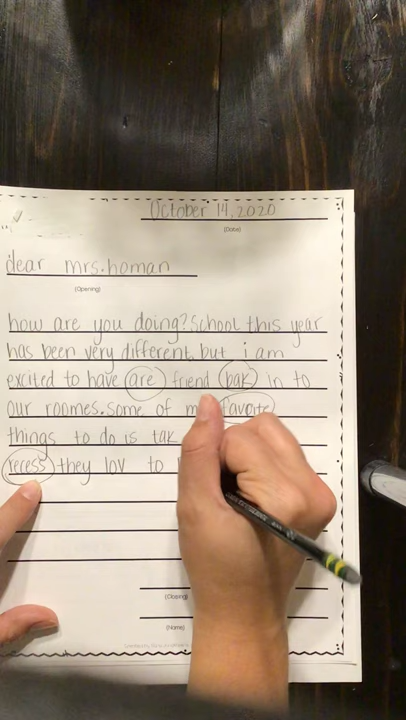 October 14, 2020
(Date)
dear mrs.homan
(Opening)
how are you doing? School this year
has been very different, but i am
excited to have are friend bak in to
our roomes. some of m favorite
things to do is tak
recess they lov to
(Closing)
(Name)